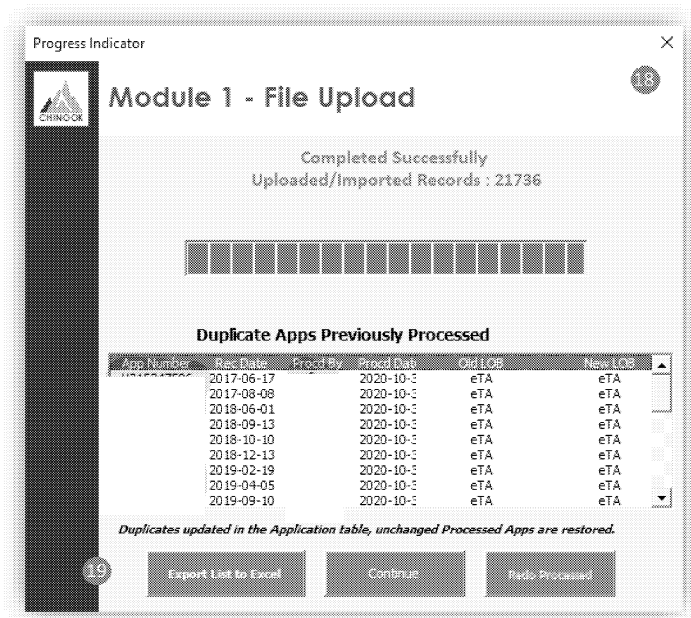 Progress Indicator
18
CHINOOK
Module 1 - File Upload
Completed Successfully
Uploaded/Imported Records : 21736
Duplicate Apps Previously Processed
App Number Rec Date Procd By Procd Dat Old LOB New LOB
2017-06-17 2020-10-3 eTA eTA
2017-08-08 2020-10-3 eTA eTA
2018-06-01 2020-10-3 eTA eTA
2018-09-13 2020-10-3 eTA eTA
2018-10-10 2020-10-3 eTA eTA
2018-12-13 2020-10-3 eTA eTA
2019-02-19 2020-10-3 eTA eTA
2019-04-05 2020-10-3 eTA eTA
2019-09-10 2020-10-3 eTA eTA
Duplicates updated in the Application table, unchanged Processed Apps are restored.
19
Export List to Excel Continue Redo Processed